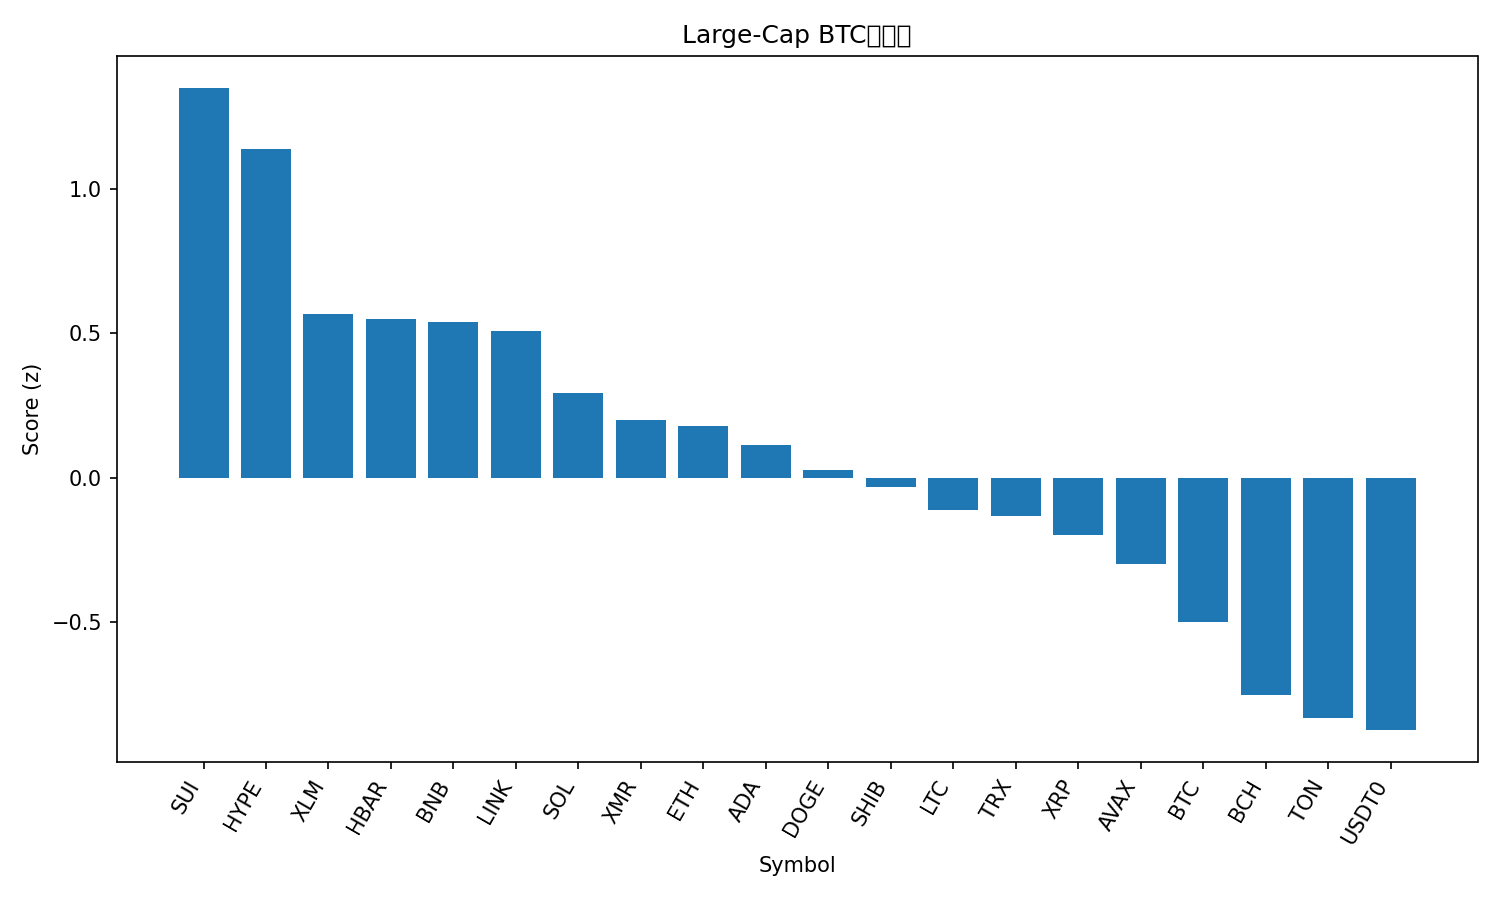 Large-Cap BTC
1.0
0.5
0.0
−0.5
Score (z)
SUI
HYPE
XLM
HBAR
BNB
LINK
SOL
XMR
ETH
ADA
DOGE
SHIB
LTC
TRX
XRP
AVAX
BTC
BCH
TON
USDT0
Symbol